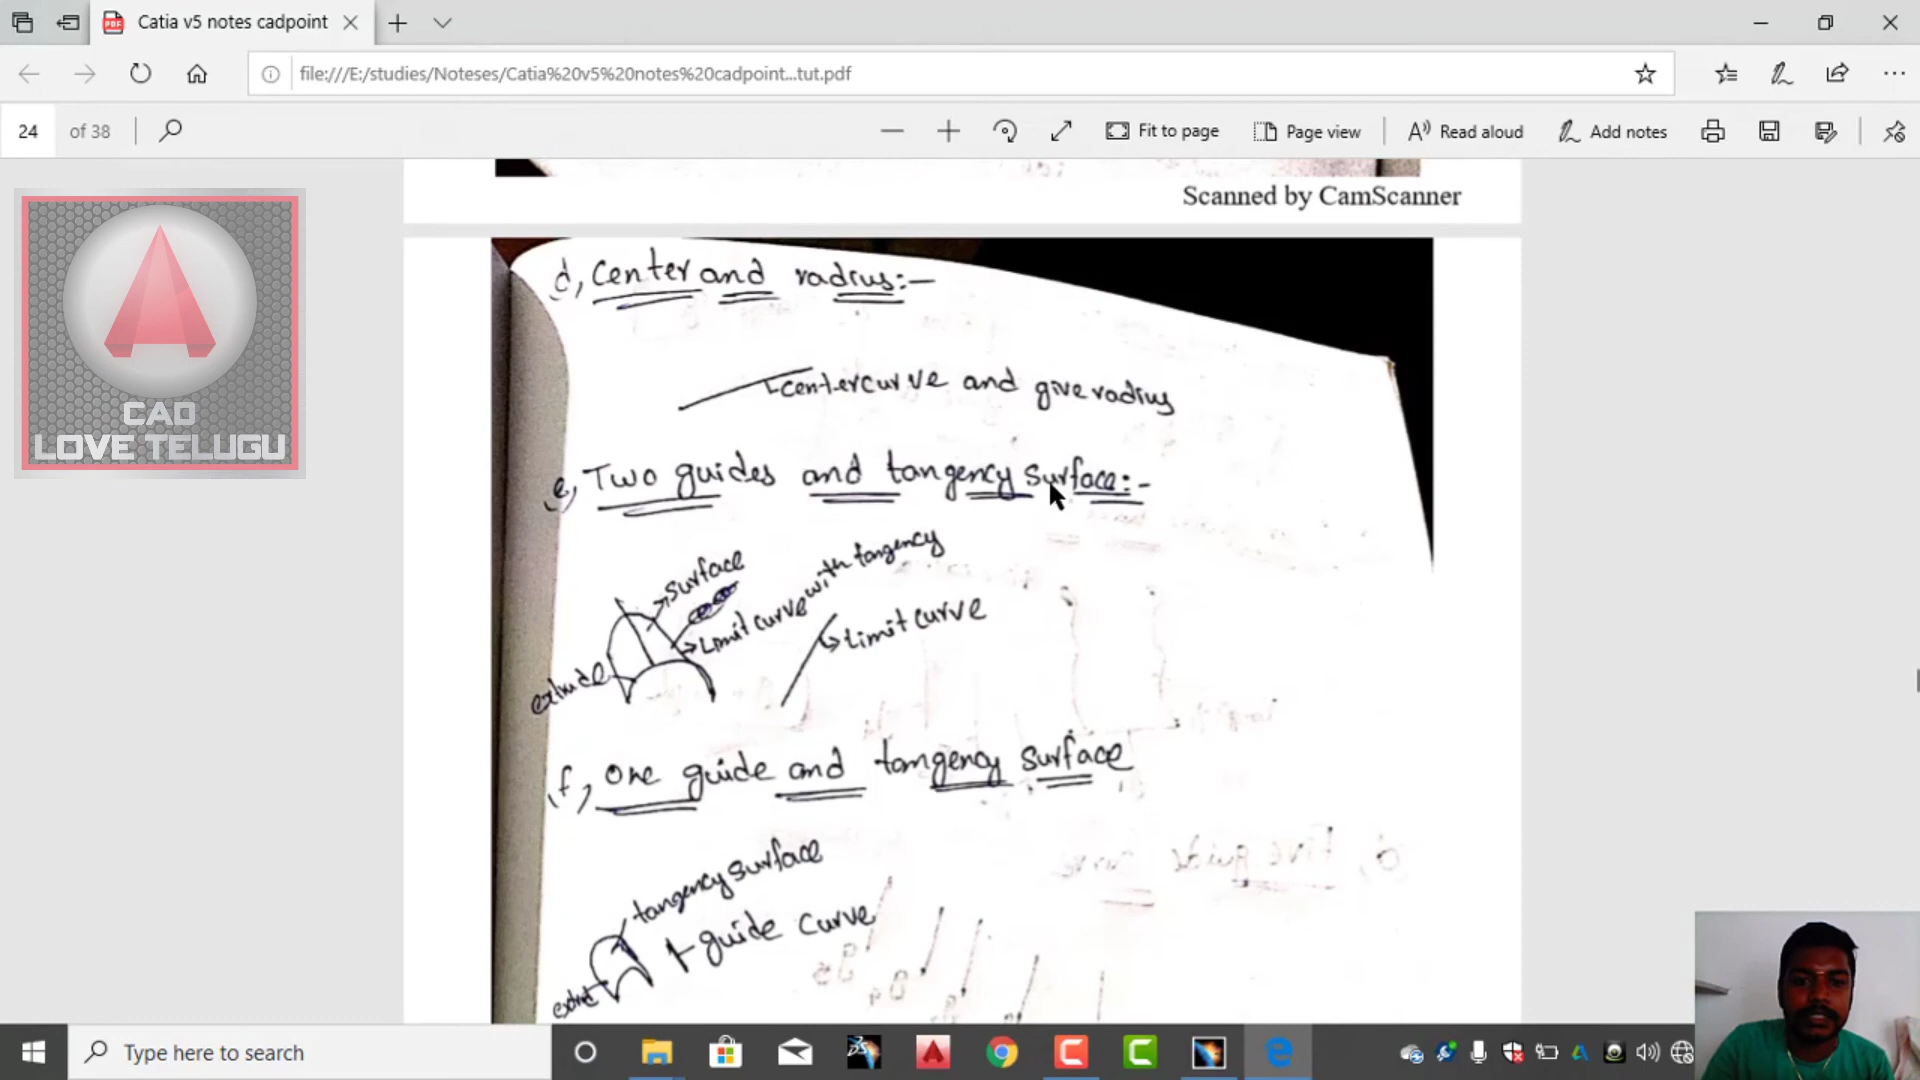 Catia v5 notes cadpoint
file:///E:/studies/Noteses/Catia%20v5%20notes%20cadpoint...tut.pdf
24 of 38
Fit to page
Page view
Read aloud
Add notes
Scanned by CamScanner
CAD
LOVE TELUGU
d, Center and radius:-
centercurve and give radius
e, Two guides and tangency surface:-
surface
Limit curve with tangency
Limit curve
f, One guide and tangency surface
tangency surface
guide curve
Type here to search